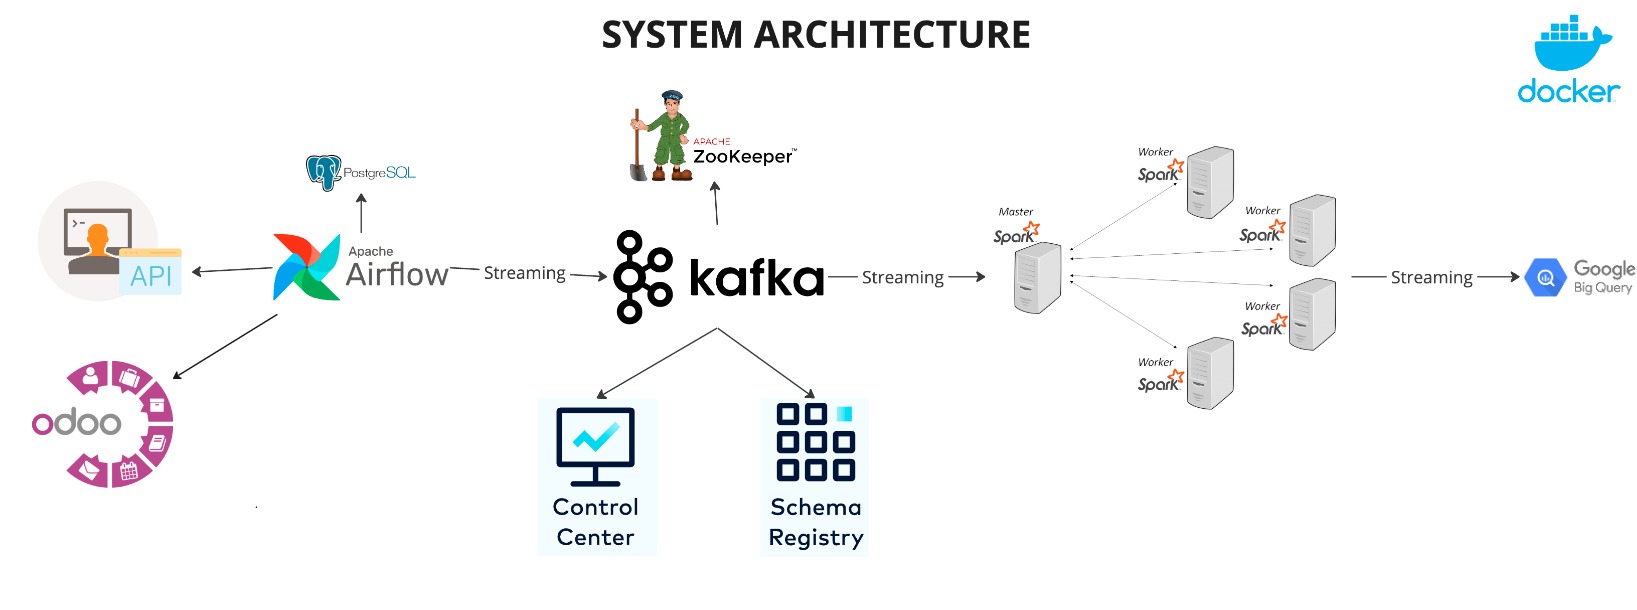 SYSTEM ARCHITECTURE
docker
APACHE
ZooKeeper™
PostgreSQL
>-
API
Apache
Airflow
Streaming
kafka
Streaming
Master
Spark
Worker
Spark
Worker
Spark
Worker
Spark
Worker
Spark
Streaming
Google
Big Query
odoo
Control
Center
Schema
Registry